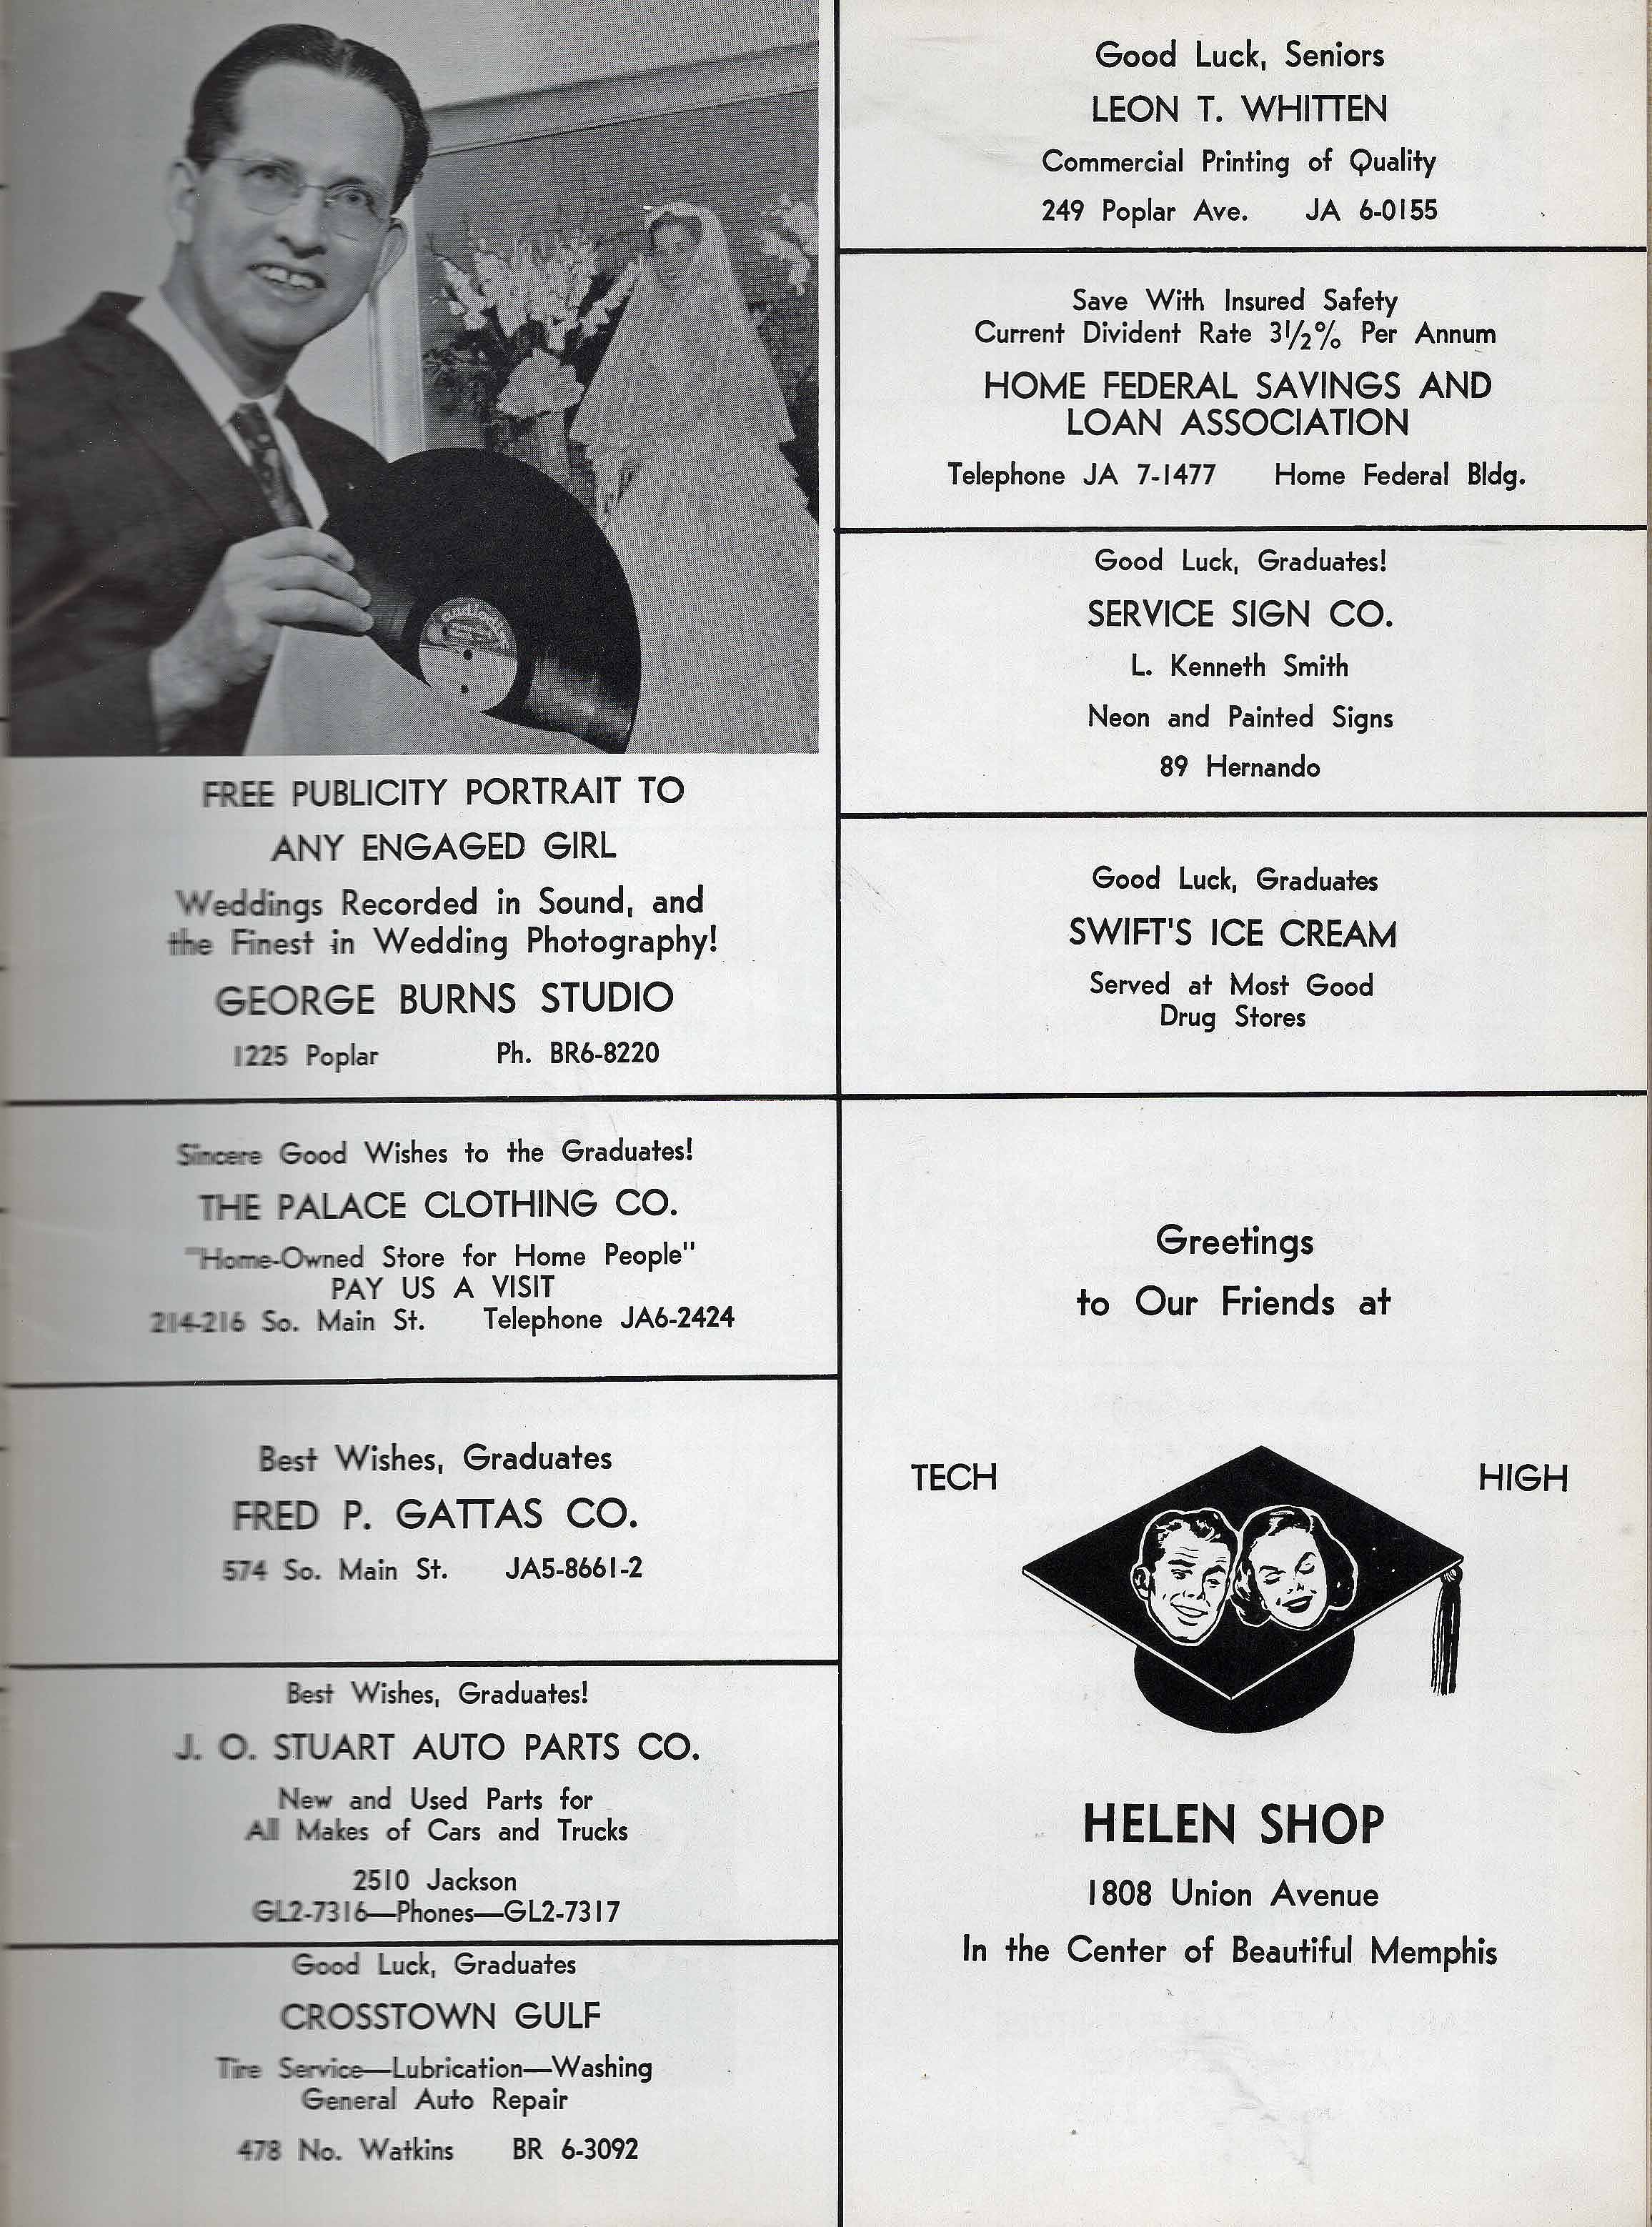 FREE PUBLICITY PORTRAIT TO
ANY ENGAGED GIRL
Weddings Recorded in Sound, and
the Finest in Wedding Photography!
GEORGE BURNS STUDIO
1225 Poplar Ph. BR6-8220
Sincere Good Wishes to the Graduates!
THE PALACE CLOTHING CO.
"Home-Owned Store for Home People"
PAY US A VISIT
214-216 So. Main St. Telephone JA6-2424
Best Wishes, Graduates
FRED P. GATTAS CO.
574 So. Main St. JA5-8661-2
Best Wishes, Graduates!
J. O. STUART AUTO PARTS CO.
New and Used Parts for
All Makes of Cars and Trucks
2510 Jackson
GL2-7316—Phones—GL2-7317
Good Luck, Graduates
CROSSTOWN GULF
Tire Service—Lubrication—Washing
General Auto Repair
478 No. Watkins BR 6-3092
Good Luck, Seniors
LEON T. WHITTEN
Commercial Printing of Quality
249 Poplar Ave. JA 6-0155
Save With Insured Safety
Current Divident Rate 3½% Per Annum
HOME FEDERAL SAVINGS AND
LOAN ASSOCIATION
Telephone JA 7-1477 Home Federal Bldg.
Good Luck, Graduates!
SERVICE SIGN CO.
L. Kenneth Smith
Neon and Painted Signs
89 Hernando
Good Luck, Graduates
SWIFT'S ICE CREAM
Served at Most Good
Drug Stores
Greetings
to Our Friends at
TECH HIGH
HELEN SHOP
1808 Union Avenue
In the Center of Beautiful Memphis